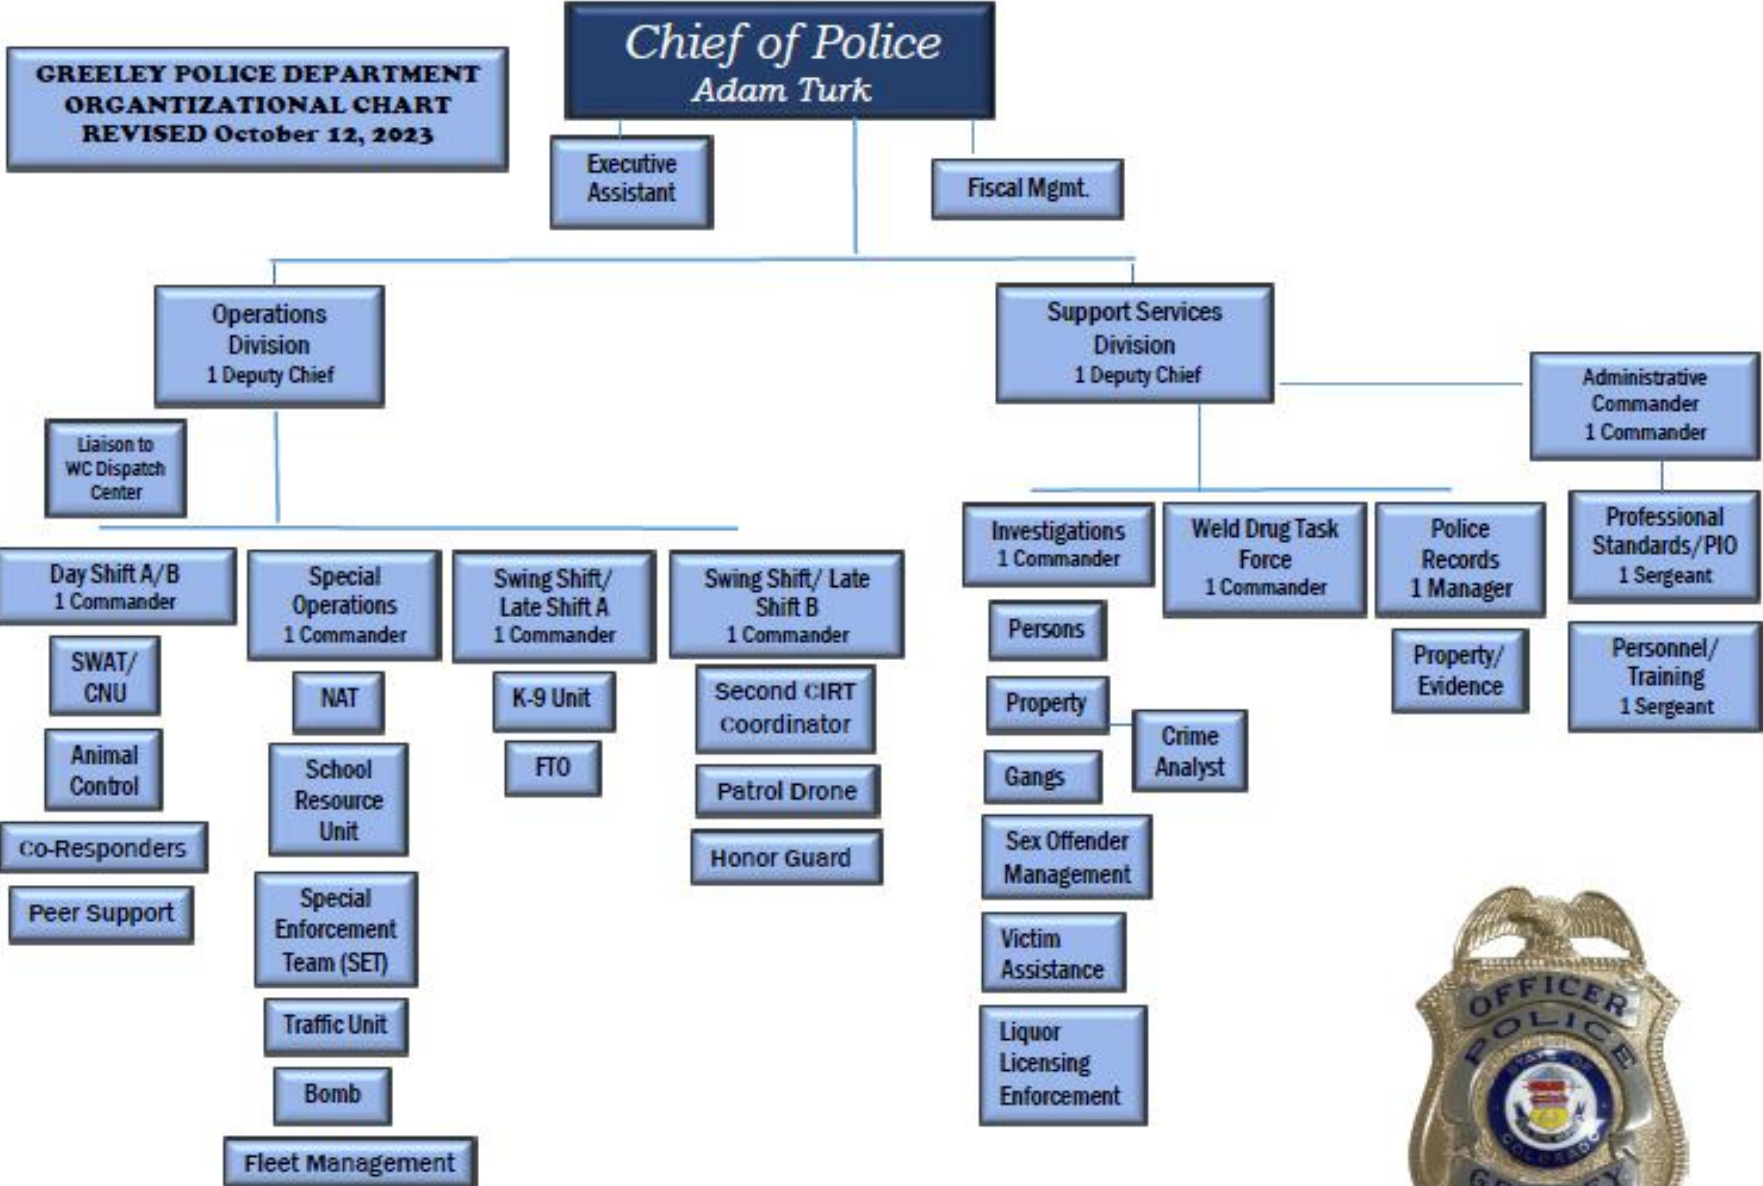 GREELEY POLICE DEPARTMENT
ORGANTIZATIONAL CHART
REVISED October 12, 2023
Chief of Police
Adam Turk
Executive
Assistant
Fiscal Mgmt.
Operations
Division
1 Deputy Chief
Support Services
Division
1 Deputy Chief
Administrative
Commander
1 Commander
Liaison to
WC Dispatch
Center
Day Shift A/B
1 Commander
SWAT/
CNU
Animal
Control
Co-Responders
Peer Support
Special
Operations
1 Commander
NAT
School
Resource
Unit
Special
Enforcement
Team (SET)
Traffic Unit
Bomb
Fleet Management
Swing Shift/
Late Shift A
1 Commander
K-9 Unit
FTO
Swing Shift/ Late
Shift B
1 Commander
Second CIRT
Coordinator
Patrol Drone
Honor Guard
Investigations
1 Commander
Persons
Property
Crime
Analyst
Gangs
Sex Offender
Management
Victim
Assistance
Liquor
Licensing
Enforcement
Weld Drug Task
Force
1 Commander
Police
Records
1 Manager
Property/
Evidence
Professional
Standards/PIO
1 Sergeant
Personnel/
Training
1 Sergeant
OFFICER
POLICE
STATE OF
COLORADO